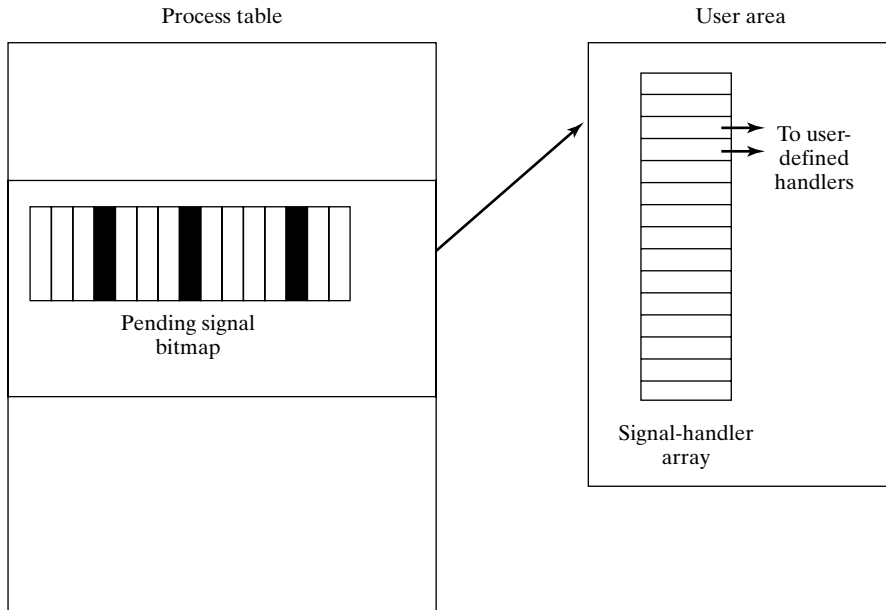 Process table
User area
To user-
defined
handlers
Pending signal
bitmap
Signal-handler
array